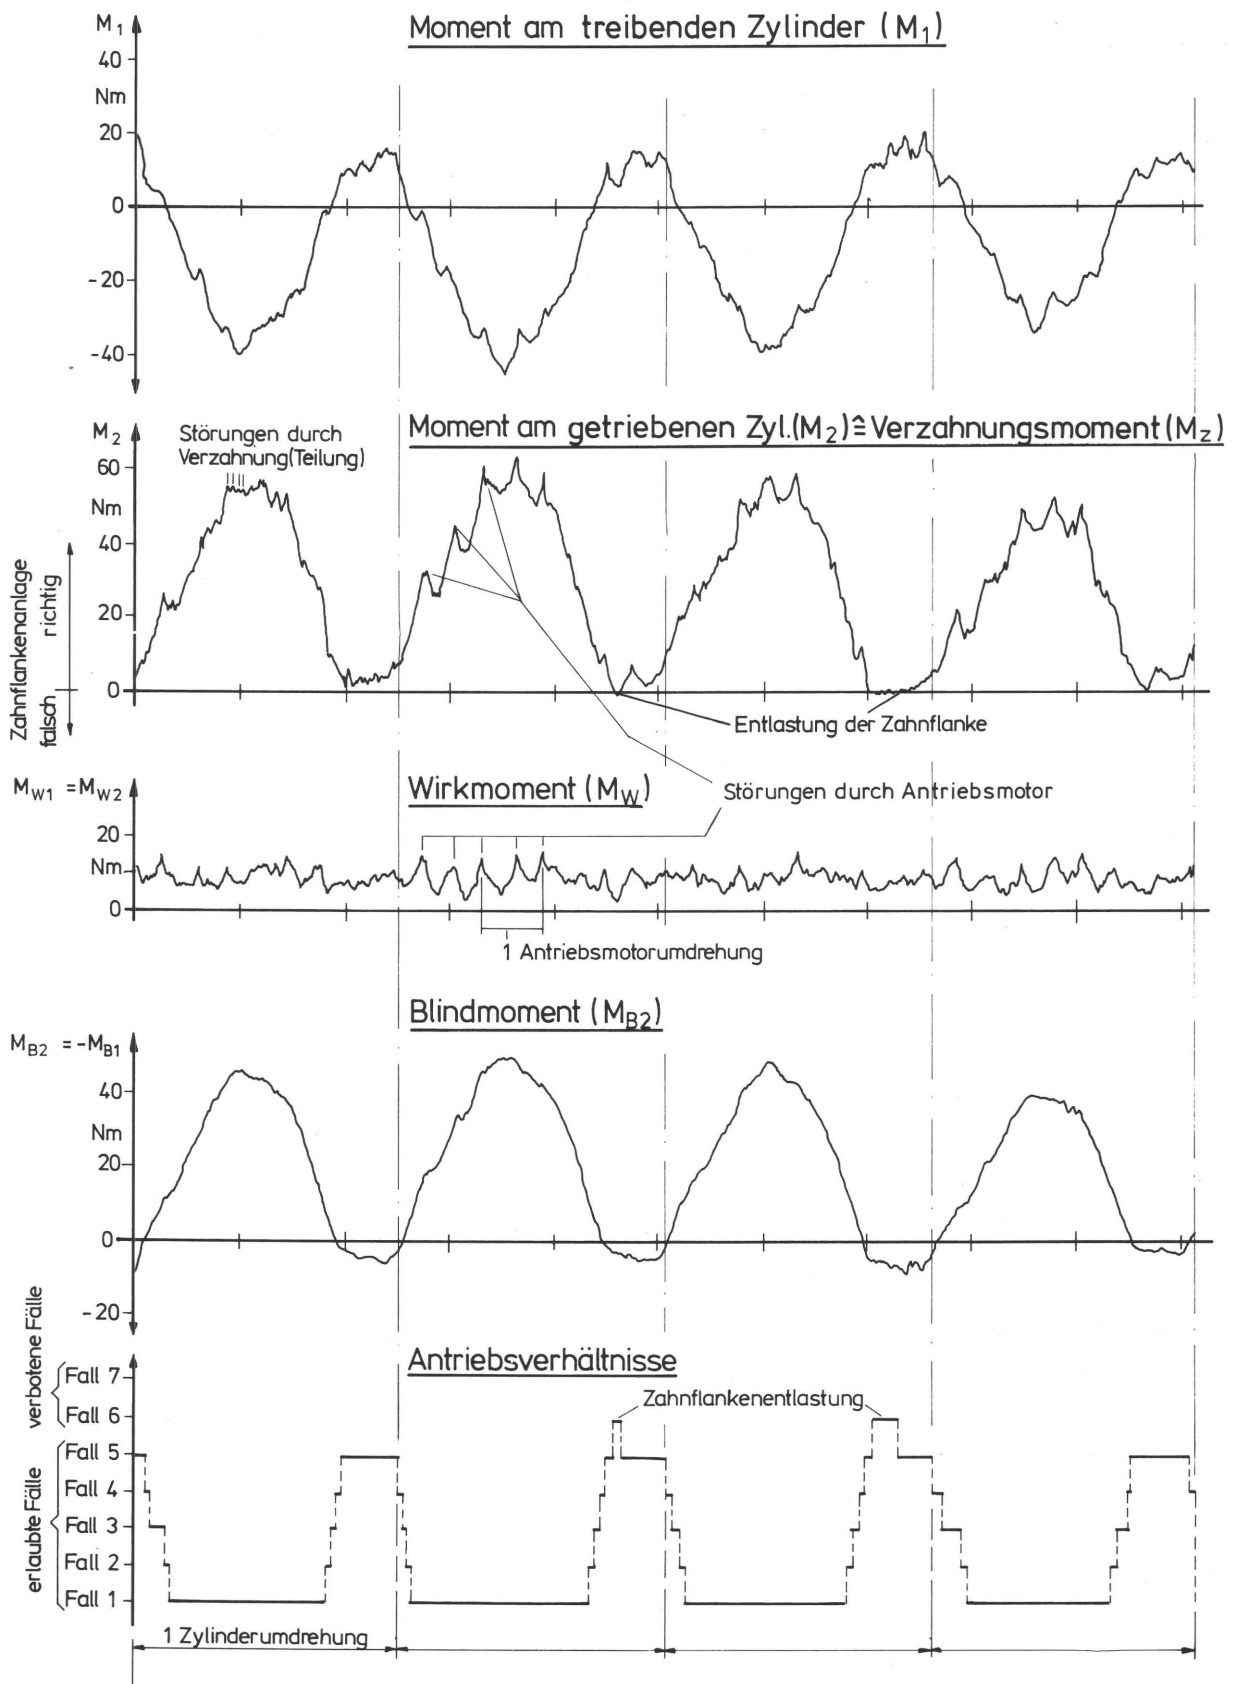 Moment am treibenden Zylinder (M1)
M1
40
Nm
20
0
-20
-40
Moment am getriebenen Zyl.(M2)≙Verzahnungsmoment(Mz)
M2
Störungen durch
Verzahnung(Teilung)
60
Nm
40
20
0
Zahnflankenanlage
falsch richtig
Entlastung der Zahnflanke
MW1 =MW2
Wirkmoment (MW)
Störungen durch Antriebsmotor
20
Nm
0
1 Antriebsmotorumdrehung
Blindmoment (MB2)
MB2 = -MB1
40
Nm
20
0
-20
Antriebsverhältnisse
verbotene Fälle
Fall 7
Fall 6
Zahnflankenentlastung
erlaubte Fälle
Fall 5
Fall 4
Fall 3
Fall 2
Fall 1
1 Zylinderumdrehung